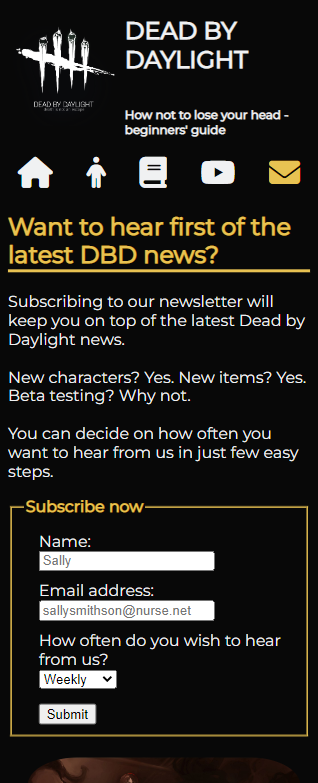 DEAD BY
DAYLIGHT
DEAD BY DAYLIGHT
How not to lose your head -
beginners' guide
Want to hear first of the
latest DBD news?
Subscribing to our newsletter will
keep you on top of the latest Dead by
Daylight news.
New characters? Yes. New items? Yes.
Beta testing? Why not.
You can decide on how often you
want to hear from us in just few easy
steps.
Subscribe now
Name:
Sally
Email address:
sallysmithson@nurse.net
How often do you wish to hear
from us?
Weekly
Submit